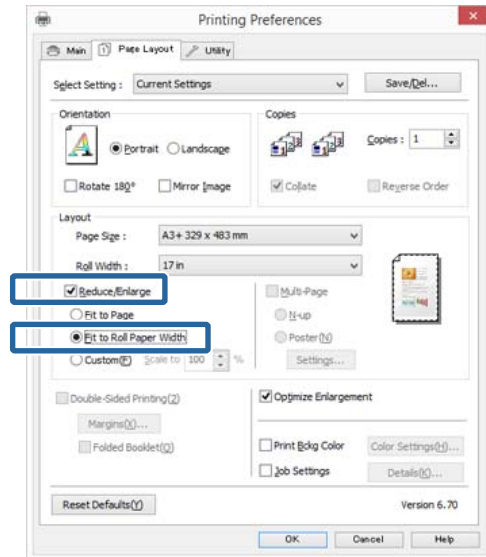 Printing Preferences
Main Page Layout Utility
Select Setting : Current Settings Save/Del...
Orientation Copies
A Portrait Landscape Copies : 1
Rotate 180° Mirror Image Collate Reverse Order
Layout
Page Size : A3+ 329 x 483 mm
Roll Width : 17 in
Reduce/Enlarge Multi-Page
Fit to Page N-up
Fit to Roll Paper Width Poster(N)
Custom(F) Scale to 100 % Settings...
Double-Sided Printing(2) Optimize Enlargement
Margins(X)...
Folded Booklet(Q) Print Bckg Color Color Settings(H)...
Job Settings Details(K)...
Reset Defaults(Y) Version 6.70
OK Cancel Help